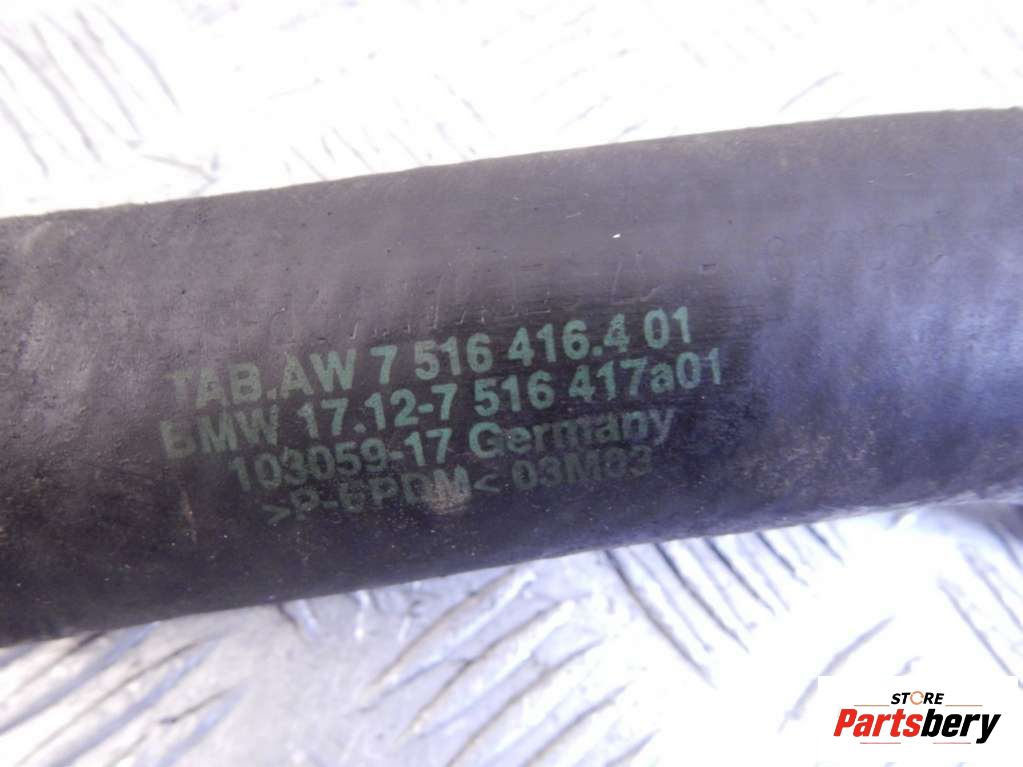 TAB.AW 7 516 416.4 01
BMW 17.12-7 516 417a01
103059-17 Germany
>P-EPDM< 03M03
STORE
Partsbery